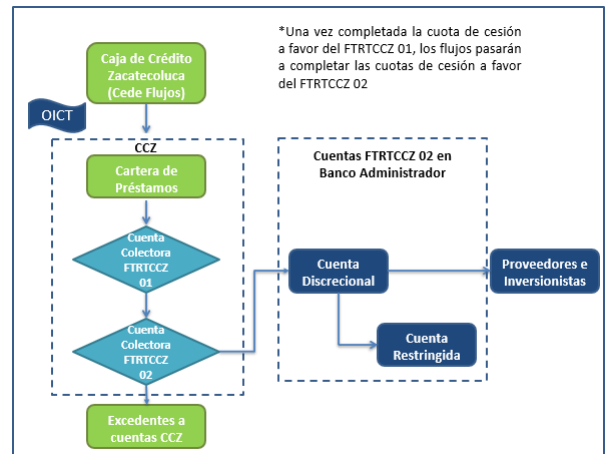 *Una vez completada la cuota de cesión
a favor del FTRTCCZ 01, los flujos pasarán
a completar las cuotas de cesión a favor
del FTRTCCZ 02
Caja de Crédito
Zacatecoluca
(Cede Flujos)
OICT
CCZ
Cartera de
Préstamos
Cuenta
Colectora
FTRTCCZ
01
Cuenta
Colectora
FTRTCCZ
02
Excedentes a
cuentas CCZ
Cuentas FTRTCCZ 02 en
Banco Administrador
Cuenta
Discrecional
Cuenta
Restringida
Proveedores e
Inversionistas